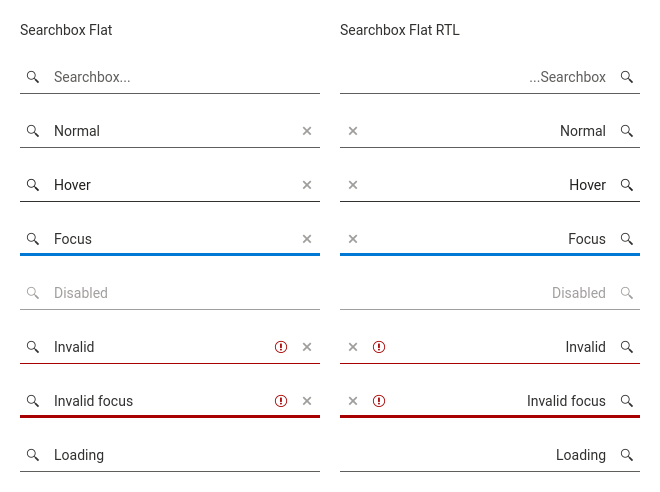 Searchbox Flat
Searchbox...
Normal
Hover
Focus
Disabled
Invalid
Invalid focus
Loading
Searchbox Flat RTL
...Searchbox
Normal
Hover
Focus
Disabled
Invalid
Invalid focus
Loading